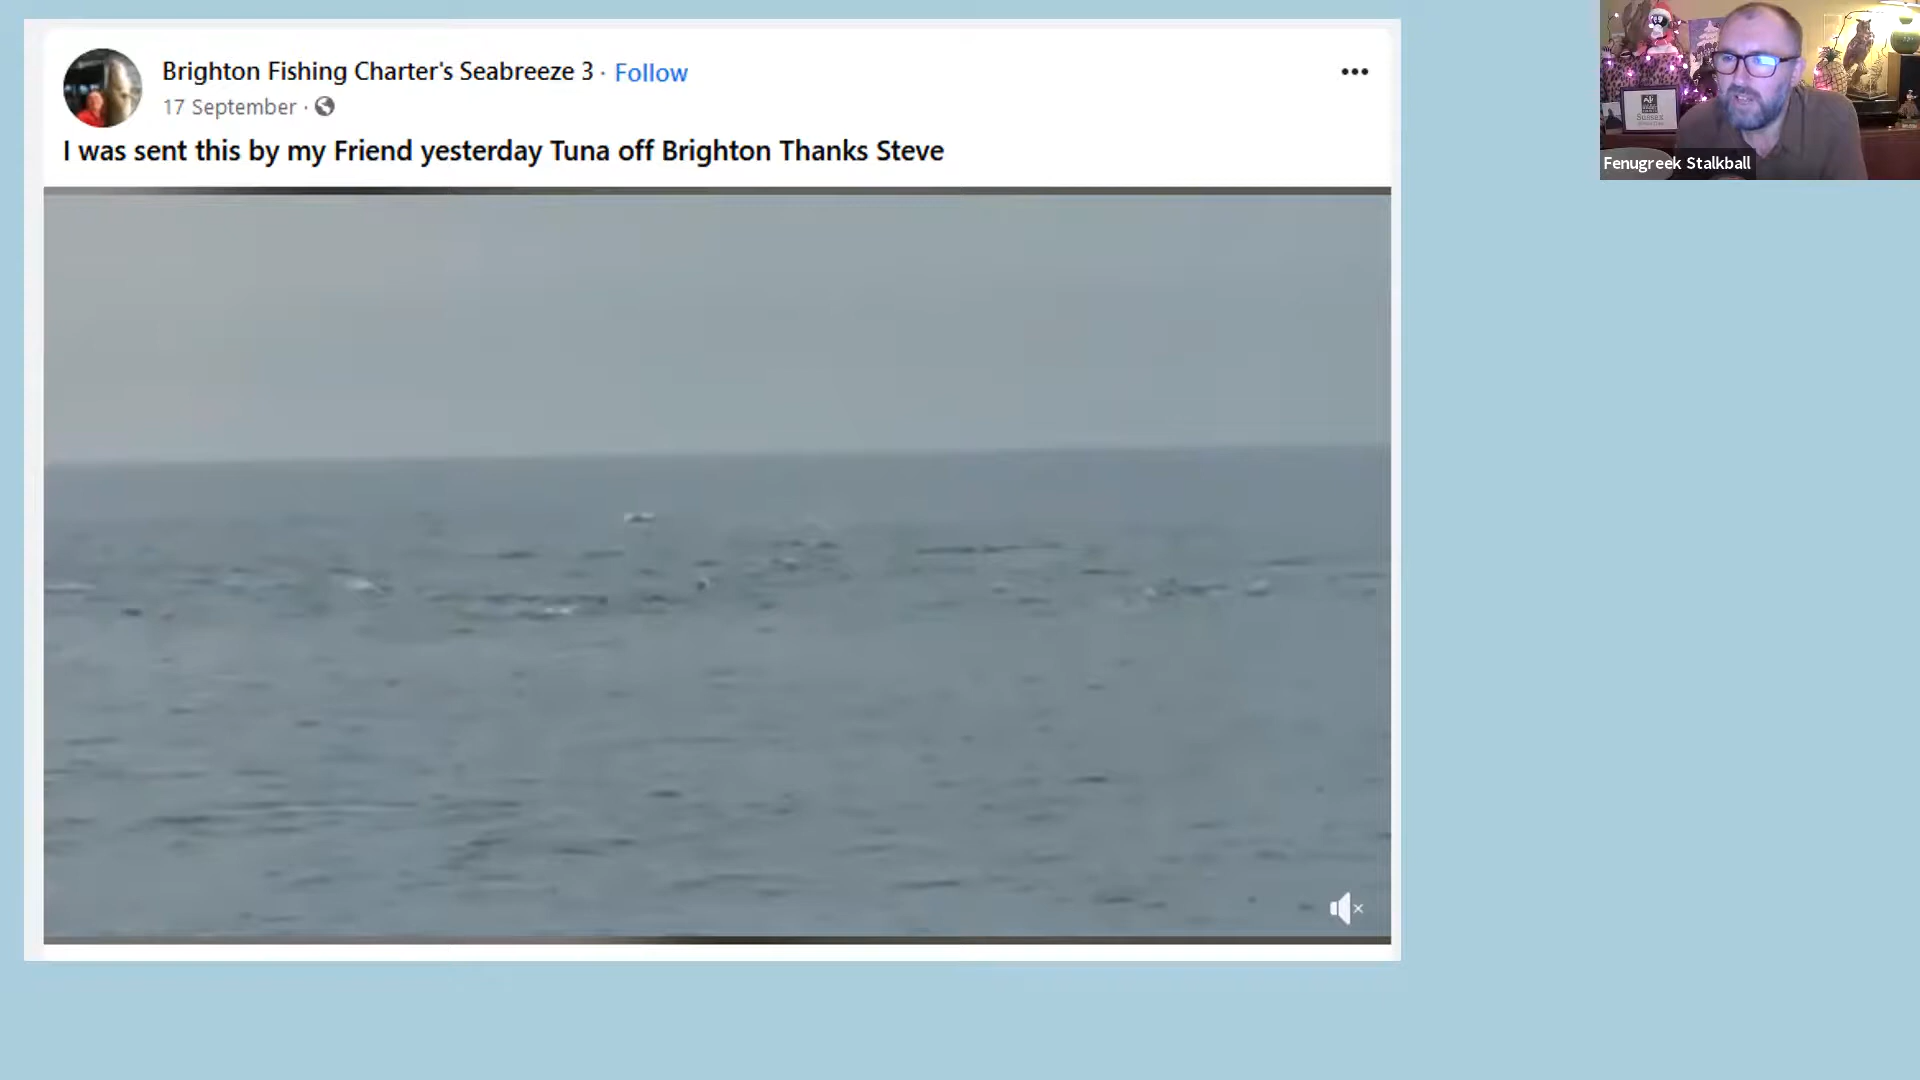 Brighton Fishing Charter's Seabreeze 3 · Follow
17 September ·
I was sent this by my Friend yesterday Tuna off Brighton Thanks Steve
SUSSEX
Fenugreek Stalkball